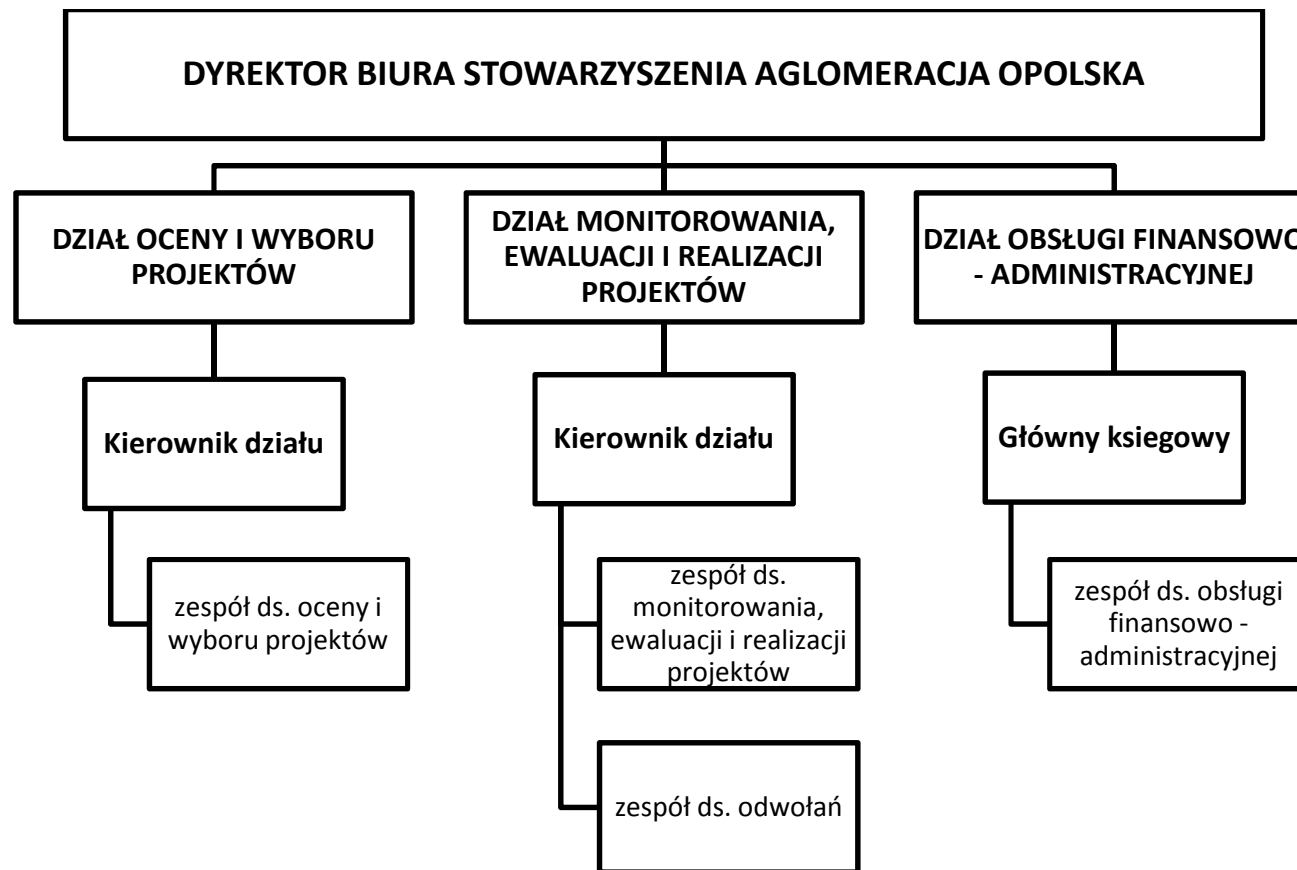 DYREKTOR BIURA STOWARZYSZENIA AGLOMERACJA OPOLSKA
DZIAŁ OCENY I WYBORU
PROJEKTÓW
DZIAŁ MONITOROWANIA,
EWALUACJI I REALIZACJI
PROJEKTÓW
DZIAŁ OBSŁUGI FINANSOWO
- ADMINISTRACYJNEJ
Kierownik działu
Kierownik działu
Główny ksiegowy
zespół ds. oceny i
wyboru projektów
zespół ds.
monitorowania,
ewaluacji i realizacji
projektów
zespół ds. obsługi
finansowo -
administracyjnej
zespół ds. odwołań